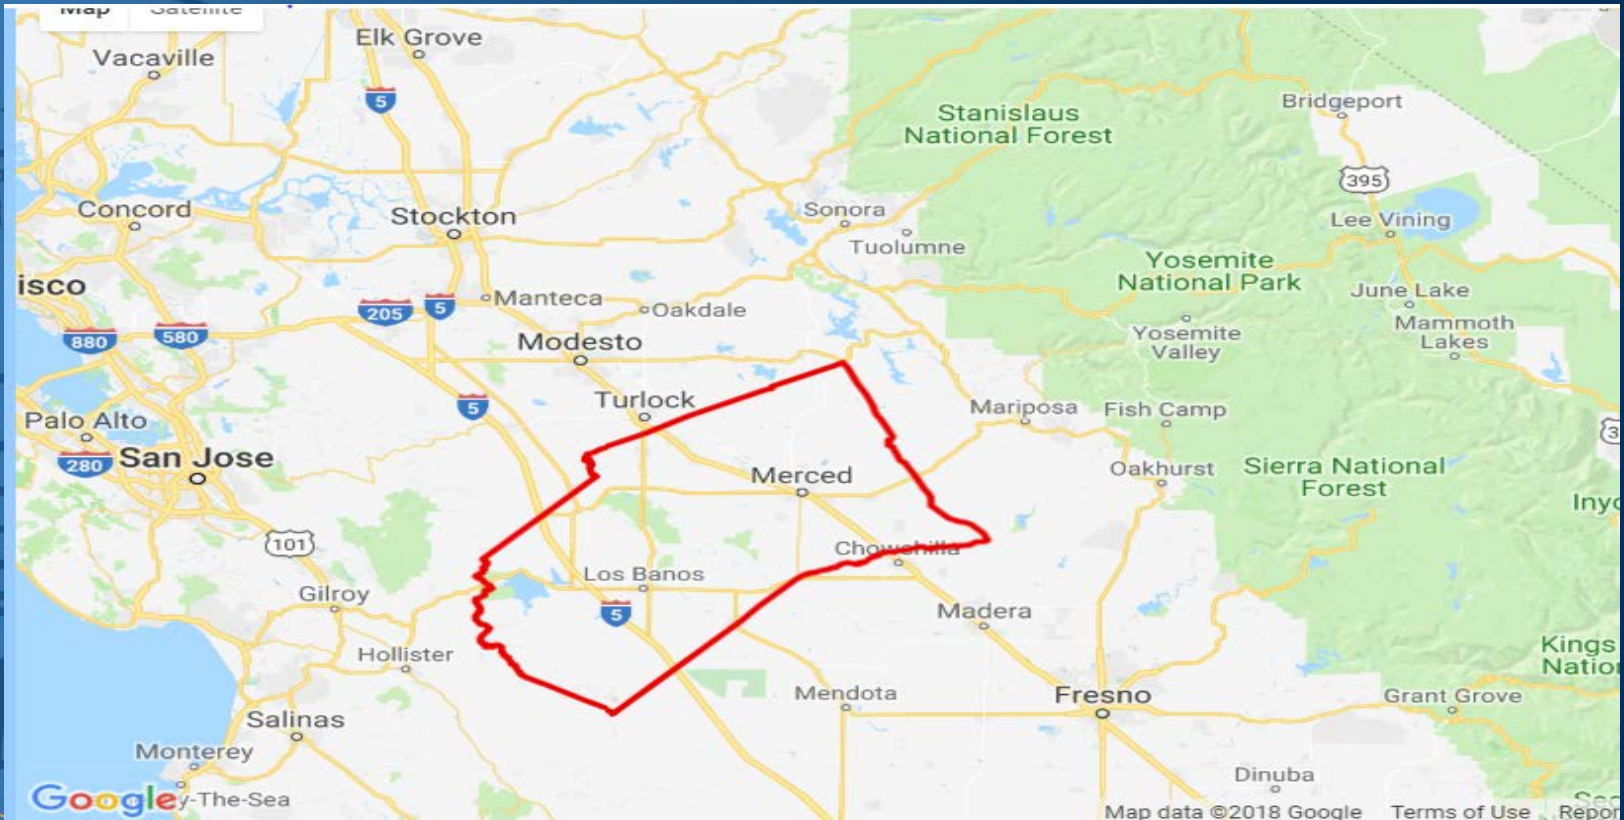 Map Satellite
Elk Grove
Vacaville
5
Stanislaus
National Forest
Bridgeport
395
Concord
Stockton
Sonora
Tuolumne
Lee Vining
Yosemite
National Park
isco
Manteca
205
5
Oakdale
June Lake
880
580
Modesto
Yosemite
Valley
Mammoth
Lakes
5
Turlock
Mariposa
Fish Camp
Palo Alto
3
280
San Jose
Merced
Oakhurst
Sierra National
Forest
Inyo
101
Chowchilla
Los Banos
Gilroy
5
Madera
Hollister
Kings
Natio
Mendota
Fresno
Grant Grove
Salinas
Monterey
Dinuba
Google
y-The-Sea
Map data ©2018 Google
Terms of Use
Repor